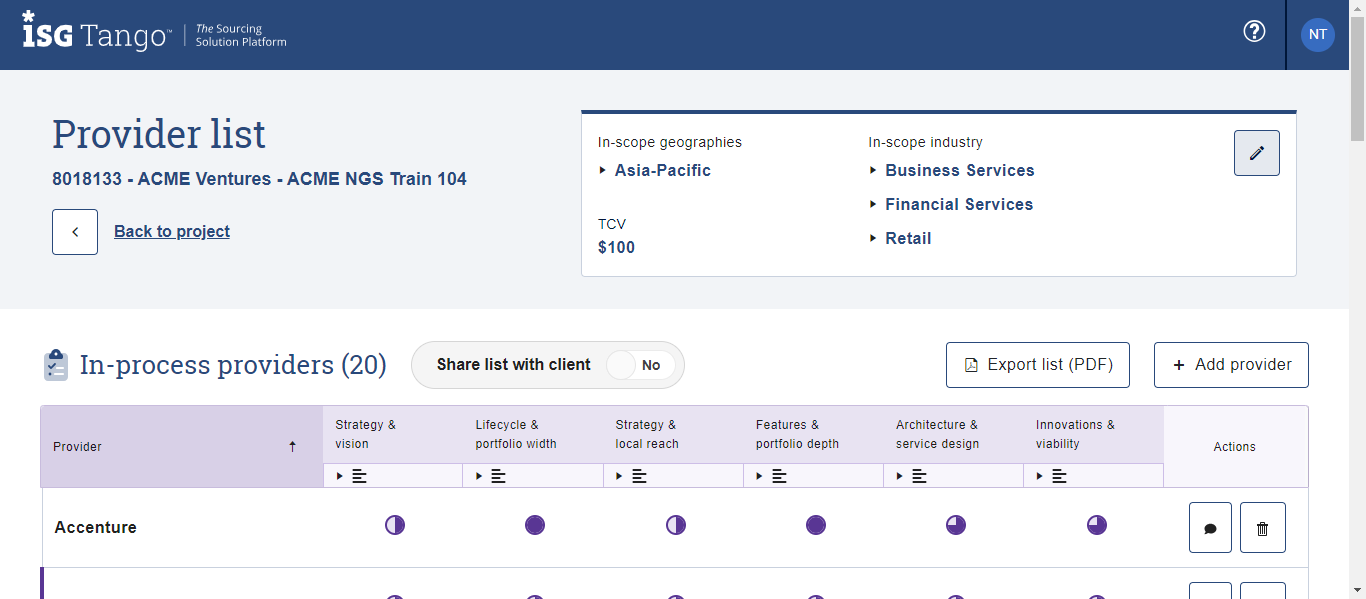 ISG Tango™
The Sourcing
Solution Platform
NT
Provider list
8018133 - ACME Ventures - ACME NGS Train 104
Back to project
In-scope geographies
Asia-Pacific
TCV
$100
In-scope industry
Business Services
Financial Services
Retail
In-process providers (20)
Share list with client
No
Export list (PDF)
+ Add provider
Provider
Strategy &
vision
Lifecycle &
portfolio width
Strategy &
local reach
Features &
portfolio depth
Architecture &
service design
Innovations &
viability
Actions
Accenture